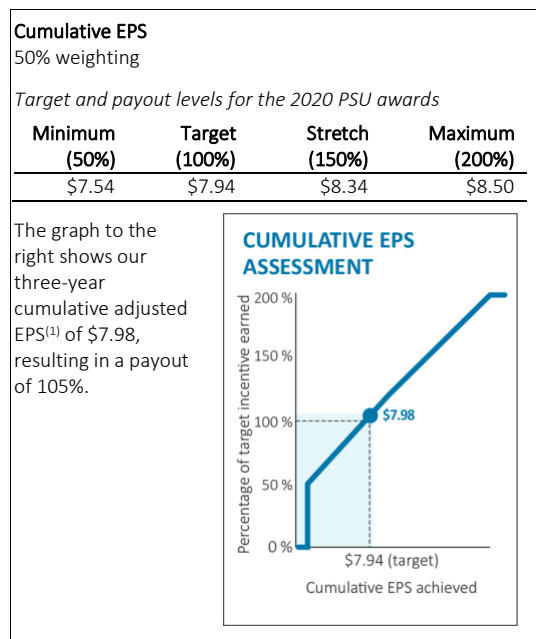 Cumulative EPS
50% weighting
Target and payout levels for the 2020 PSU awards
Minimum Target Stretch Maximum
(50%) (100%) (150%) (200%)
$7.54 $7.94 $8.34 $8.50
The graph to the
right shows our
three-year
cumulative adjusted
EPS(1) of $7.98,
resulting in a payout
of 105%.
CUMULATIVE EPS
ASSESSMENT
Percentage of target incentive earned
200 %
150 %
100 %
50 %
0 %
$7.98
$7.94 (target)
Cumulative EPS achieved